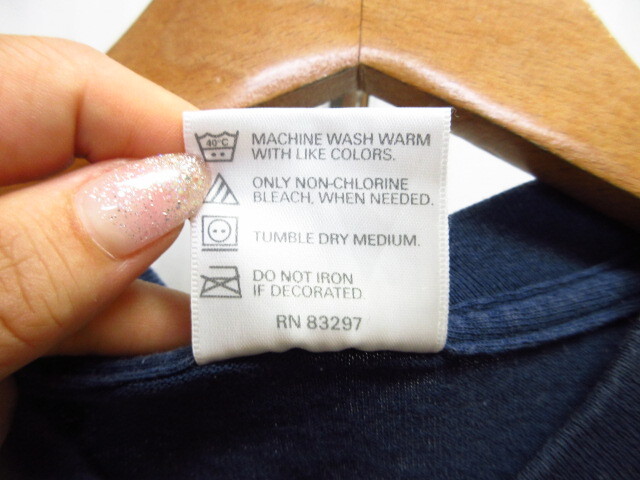 40°C
MACHINE WASH WARM
WITH LIKE COLORS.
ONLY NON-CHLORINE
BLEACH, WHEN NEEDED.
TUMBLE DRY MEDIUM.
DO NOT IRON
IF DECORATED.
RN 83297